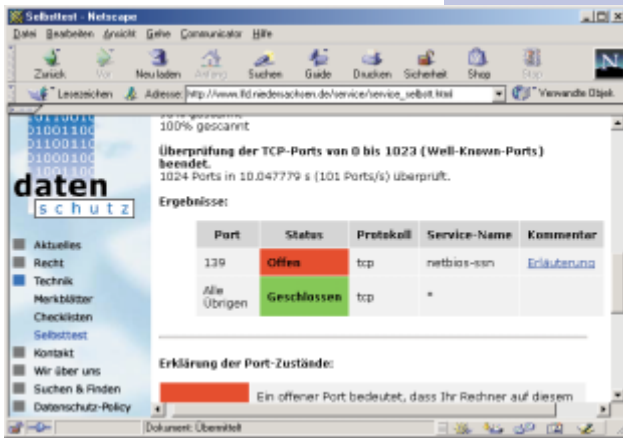 Selbsttest - Netscape
Datei Bearbeiten Ansicht Gehe Communicator Hilfe
Zurück Vor Neu laden Anfang Suchen Guide Drucken Sicherheit Shop Stop
Lesezeichen Adresse: http://www.lfd.niedersachsen.de/service/service_selbstt.html Verwandte Objek
01001100
100% gescannt
Überprüfung der TCP-Ports von 0 bis 1023 (Well-Known-Ports)
beendet.
1024 Ports in 10.047779 s (101 Ports/s) überprüft.
daten
schutz
Ergebnisse:
Port Status Protokoll Service-Name Kommentar
139 Offen tcp netbios-ssn Erläuterung
Alle Übrigen Geschlossen tcp *
Aktuelles
Recht
Technik
Merkblätter
Checklisten
Selbsttest
Kontakt
Wir über uns
Suchen & Finden
Datenschutz-Policy
Erklärung der Port-Zustände:
Ein offener Port bedeutet, dass Ihr Rechner auf diesem
Dokument: Übermittelt